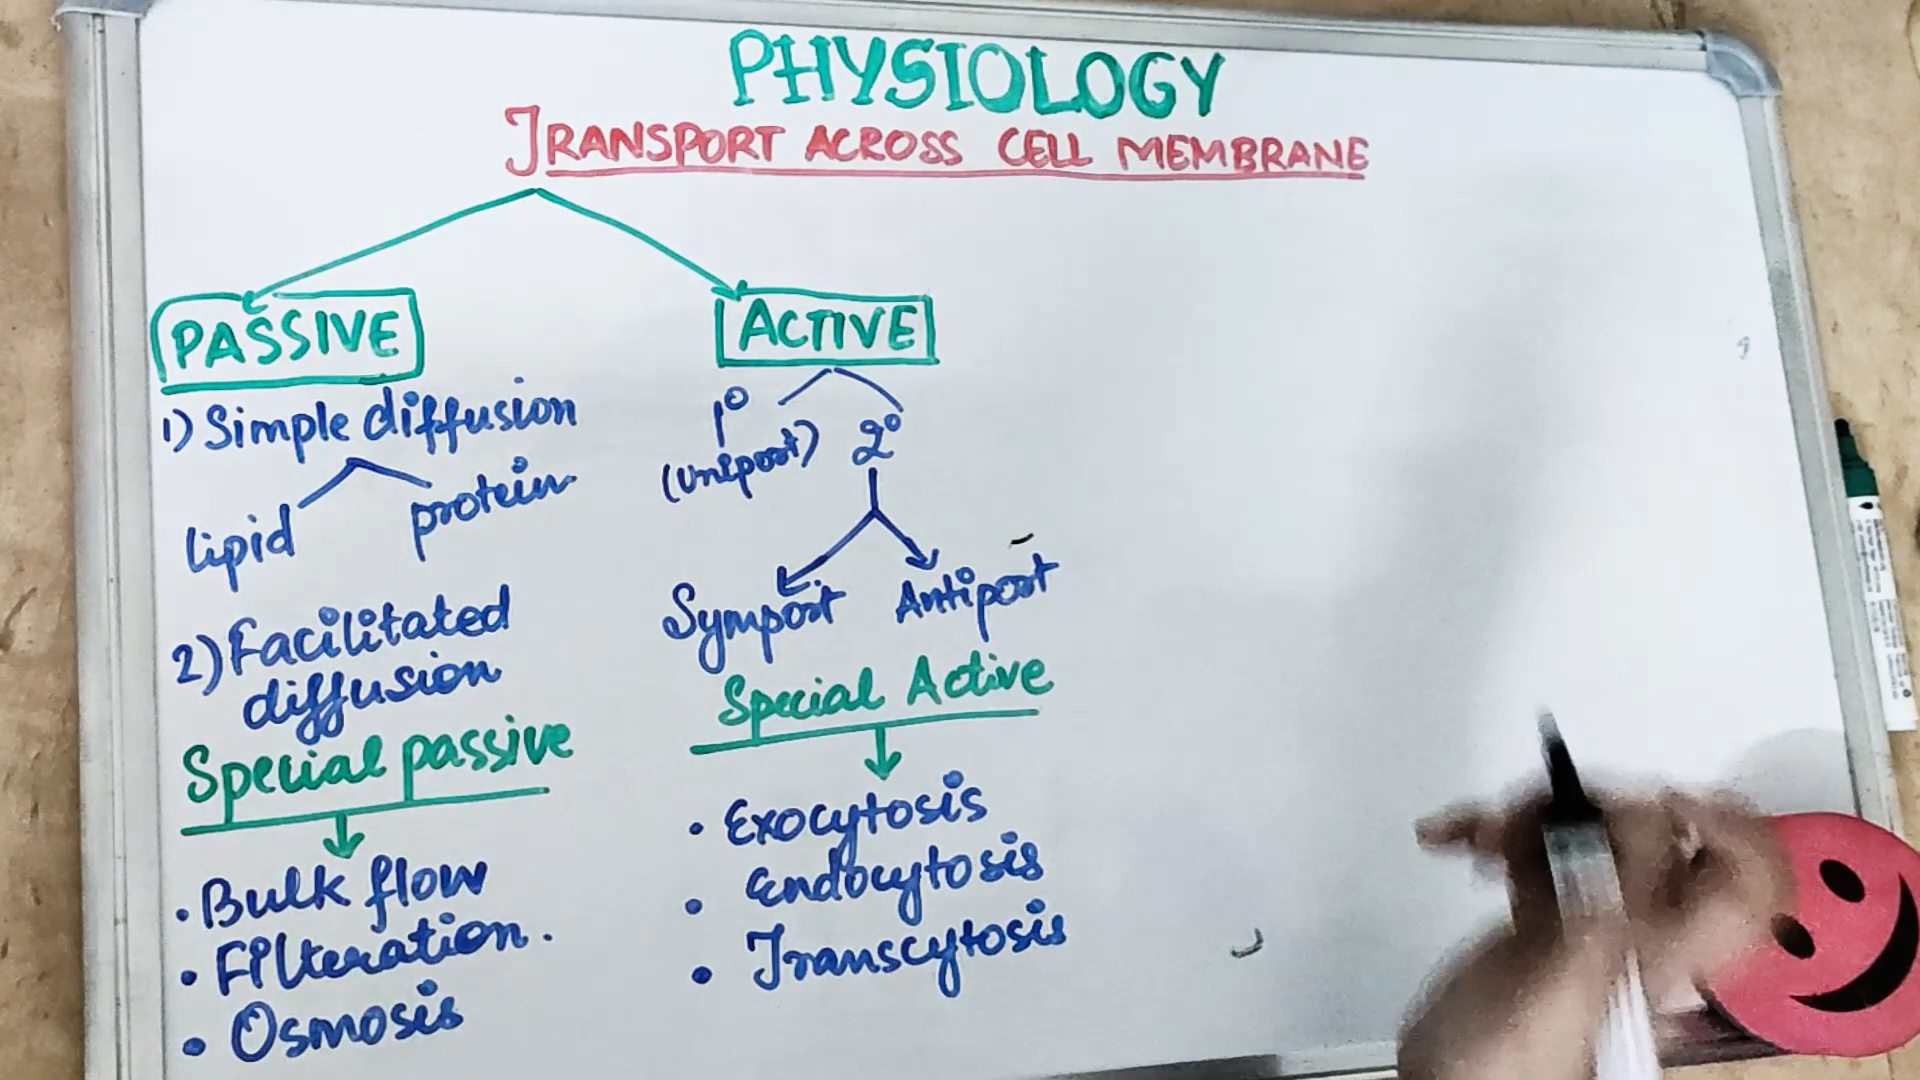 PHYSIOLOGY
TRANSPORT ACROSS CELL MEMBRANE
PASSIVE
1) Simple diffusion
lipid
protein
2) Facilitated
diffusion
Special passive
• Bulk flow
• Filteration.
• Osmosis
ACTIVE
1°
(Uniport)
2°
Symport
Antiport
Special Active
• Exocytosis
• Endocytosis
• Transcytosis